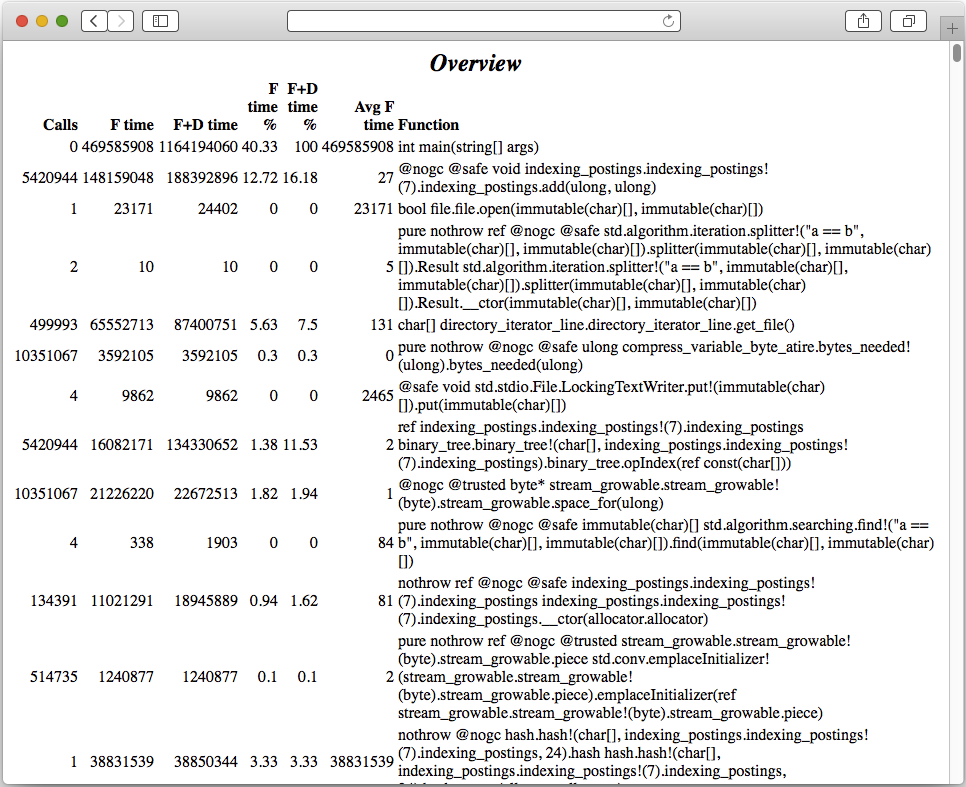 Overview
F F+D
time time Avg F
Calls F time F+D time % % time Function
0 469585908 1164194060 40.33 100 469585908 int main(string[] args)
@nogc @safe void indexing_postings.indexing_postings!
5420944 148159048 188392896 12.72 16.18 27 (7).indexing_postings.add(ulong, ulong)
1 23171 24402 0 0 23171 bool file.file.open(immutable(char)[], immutable(char)[])
pure nothrow ref @nogc @safe std.algorithm.iteration.splitter!("a == b",
immutable(char)[], immutable(char)[]).splitter(immutable(char)[], immutable(char)
2 10 10 0 0 5 []).Result std.algorithm.iteration.splitter!("a == b", immutable(char)[],
immutable(char)[]).splitter(immutable(char)[], immutable(char)
[]).Result.__ctor(immutable(char)[], immutable(char)[])
499993 65552713 87400751 5.63 7.5 131 char[] directory_iterator_line.directory_iterator_line.get_file()
pure nothrow @nogc @safe ulong compress_variable_byte_atire.bytes_needed!
10351067 3592105 3592105 0.3 0.3 0 (ulong).bytes_needed(ulong)
@safe void std.stdio.File.LockingTextWriter.put!(immutable(char)
4 9862 9862 0 0 2465 []).put(immutable(char)[])
ref indexing_postings.indexing_postings!(7).indexing_postings
5420944 16082171 134330652 1.38 11.53 2 binary_tree.binary_tree!(char[], indexing_postings.indexing_postings!
(7).indexing_postings).binary_tree.opIndex(ref const(char[]))
@nogc @trusted byte* stream_growable.stream_growable!
10351067 21226220 22672513 1.82 1.94 1 (byte).stream_growable.space_for(ulong)
pure nothrow @nogc @safe immutable(char)[] std.algorithm.searching.find!("a ==
4 338 1903 0 0 84 b", immutable(char)[], immutable(char)[]).find(immutable(char)[], immutable(char)
[])
nothrow ref @nogc @safe indexing_postings.indexing_postings!
134391 11021291 18945889 0.94 1.62 81 (7).indexing_postings indexing_postings.indexing_postings!
(7).indexing_postings.__ctor(allocator.allocator)
pure nothrow ref @nogc @trusted stream_growable.stream_growable!
(byte).stream_growable.piece std.conv.emplaceInitializer!
514735 1240877 1240877 0.1 0.1 2 (stream_growable.stream_growable!
(byte).stream_growable.piece).emplaceInitializer(ref
stream_growable.stream_growable!(byte).stream_growable.piece)
nothrow @nogc hash.hash!(char[], indexing_postings.indexing_postings!
(7).indexing_postings, 24).hash hash.hash!(char[],
1 38831539 38850344 3.33 3.33 38831539 indexing_postings.indexing_postings!(7).indexing_postings,